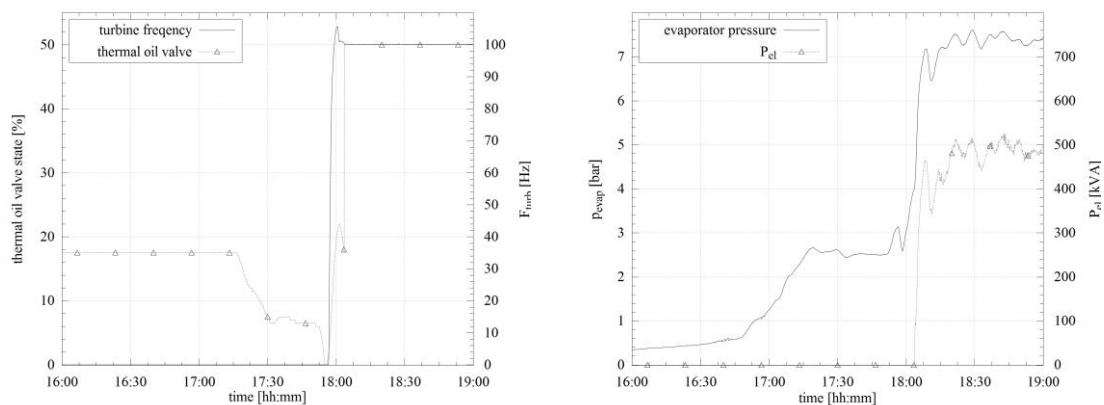 turbine freqency
thermal oil valve
50
40
30
20
10
0
thermal oil valve state [%]
100
90
80
70
60
50
40
30
20
10
0
F_turb [Hz]
16:00 16:30 17:00 17:30 18:00 18:30 19:00
time [hh:mm]
evaporator pressure
P_el
7
6
5
4
3
2
1
0
p_evap [bar]
700
600
500
400
300
200
100
0
P_el [kVA]
16:00 16:30 17:00 17:30 18:00 18:30 19:00
time [hh:mm]